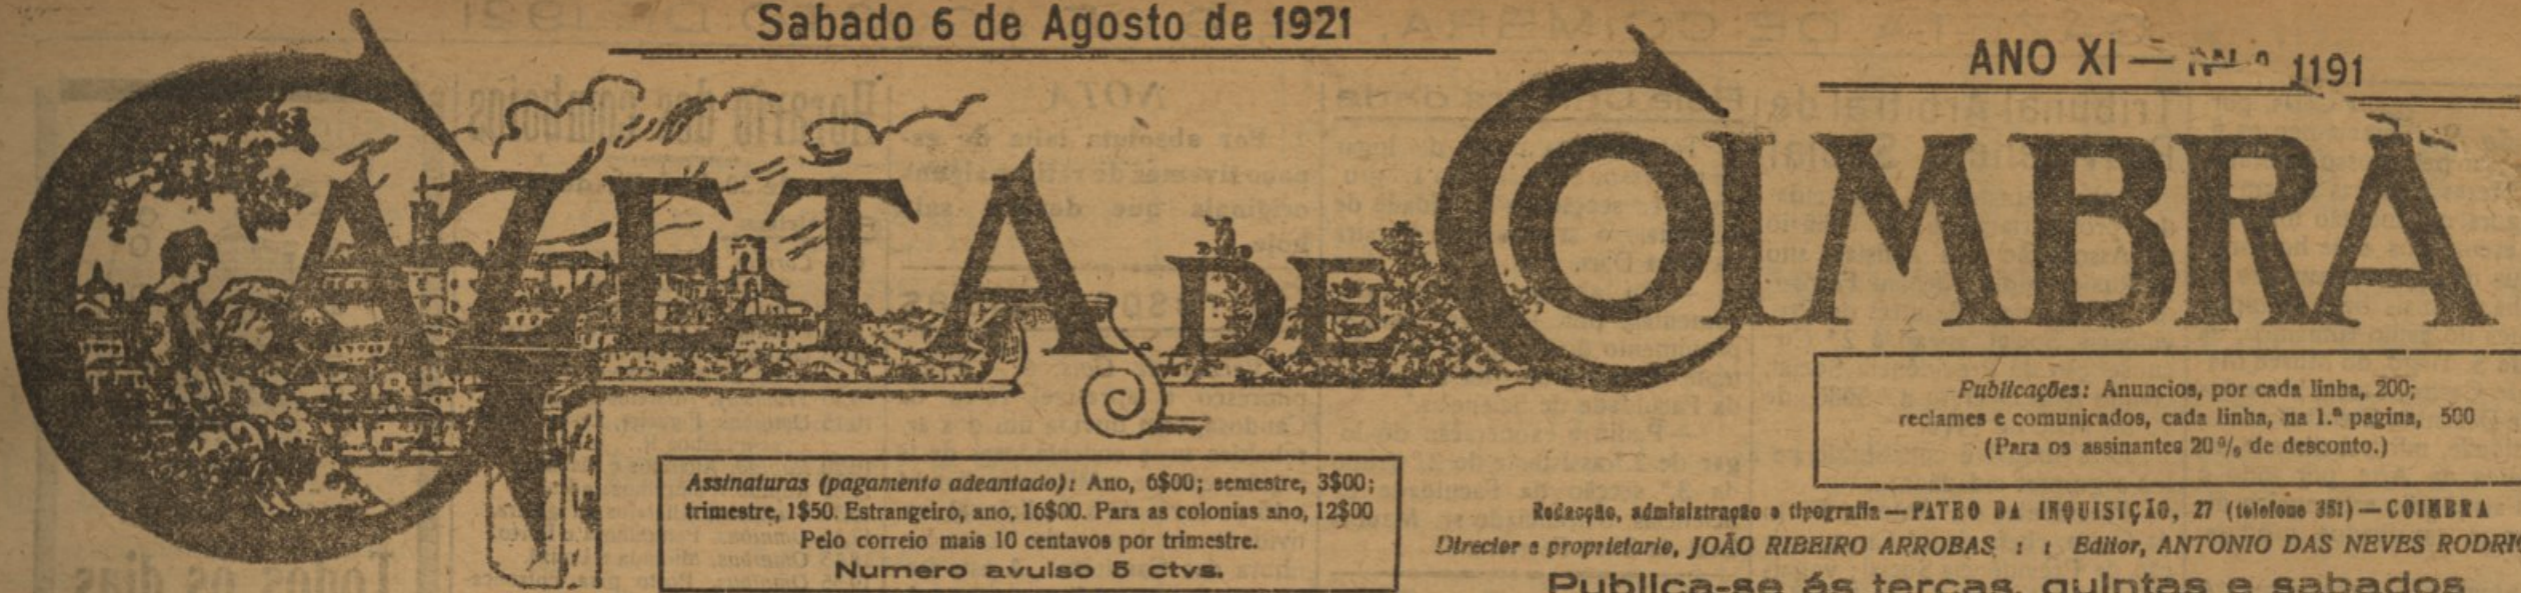 Sabado 6 de Agosto de 1921
ANO XI — 1191
GAZETA DE COIMBRA
Publicações: Anuncios, por cada linha, 200;
reclames e comunicados, cada linha, na 1.ª pagina, 500
(Para os assinantes 20% de desconto.)
Assinaturas (pagamento adeantado): Ano, 6$00; semestre, 3$00;
trimestre, 1$50. Estrangeiro, ano, 16$00. Para as colonias ano, 12$00
Pelo correio mais 10 centavos por trimestre.
Numero avulso 5 ctvs.
Redacção, administração e tipografia — PATEO DA INQUISIÇÃO, 27 (telefone 351) — COIMBRA
Director e proprietario, JOÃO RIBEIRO ARROBAS : : Editor, ANTONIO DAS NEVES RODRIG
Publica-se ás terças, quintas e sabados